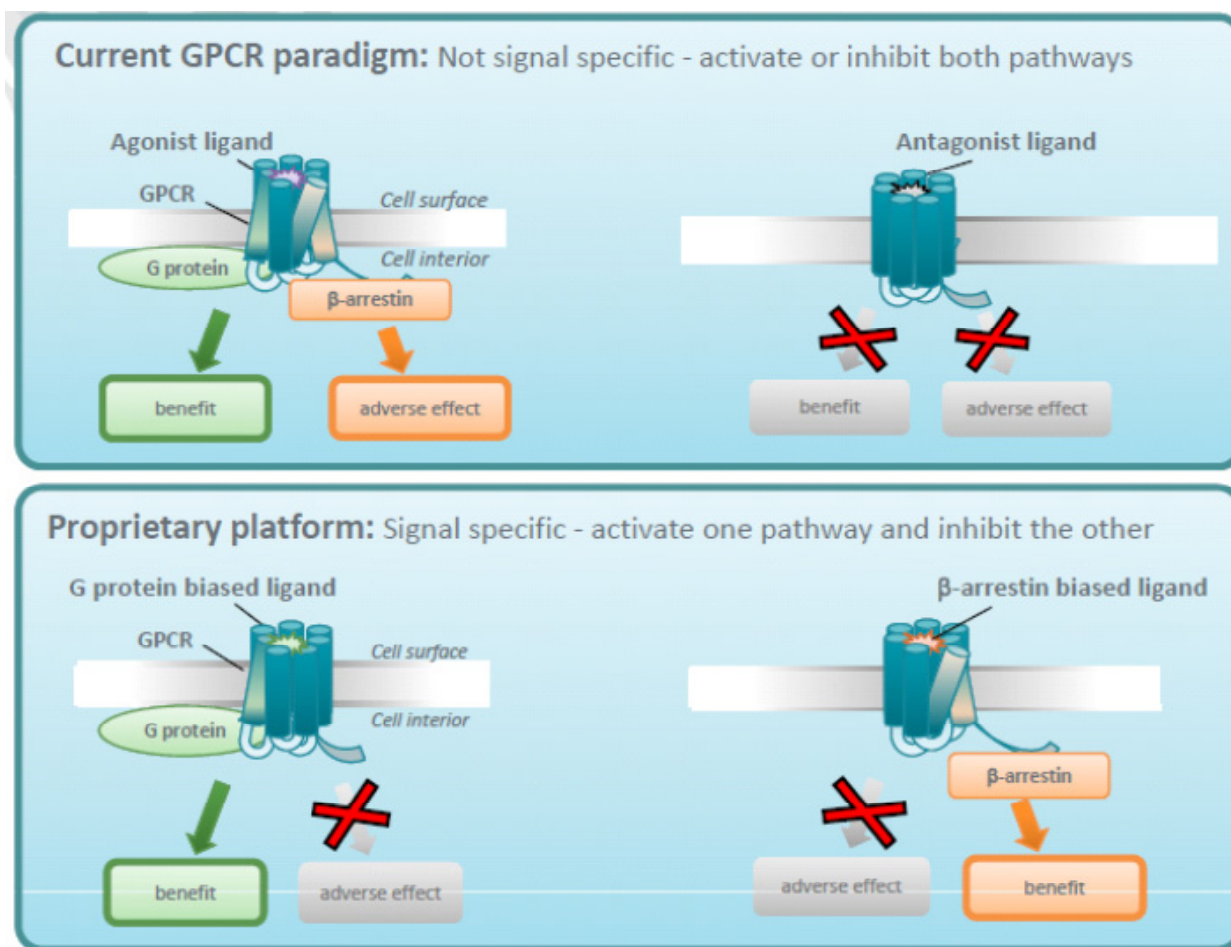 Current GPCR paradigm: Not signal specific - activate or inhibit both pathways
Agonist ligand
GPCR
Cell surface
Cell interior
G protein
β-arrestin
benefit
adverse effect
Antagonist ligand
benefit
adverse effect
Proprietary platform: Signal specific - activate one pathway and inhibit the other
G protein biased ligand
GPCR
Cell surface
Cell interior
G protein
benefit
adverse effect
β-arrestin biased ligand
β-arrestin
adverse effect
benefit